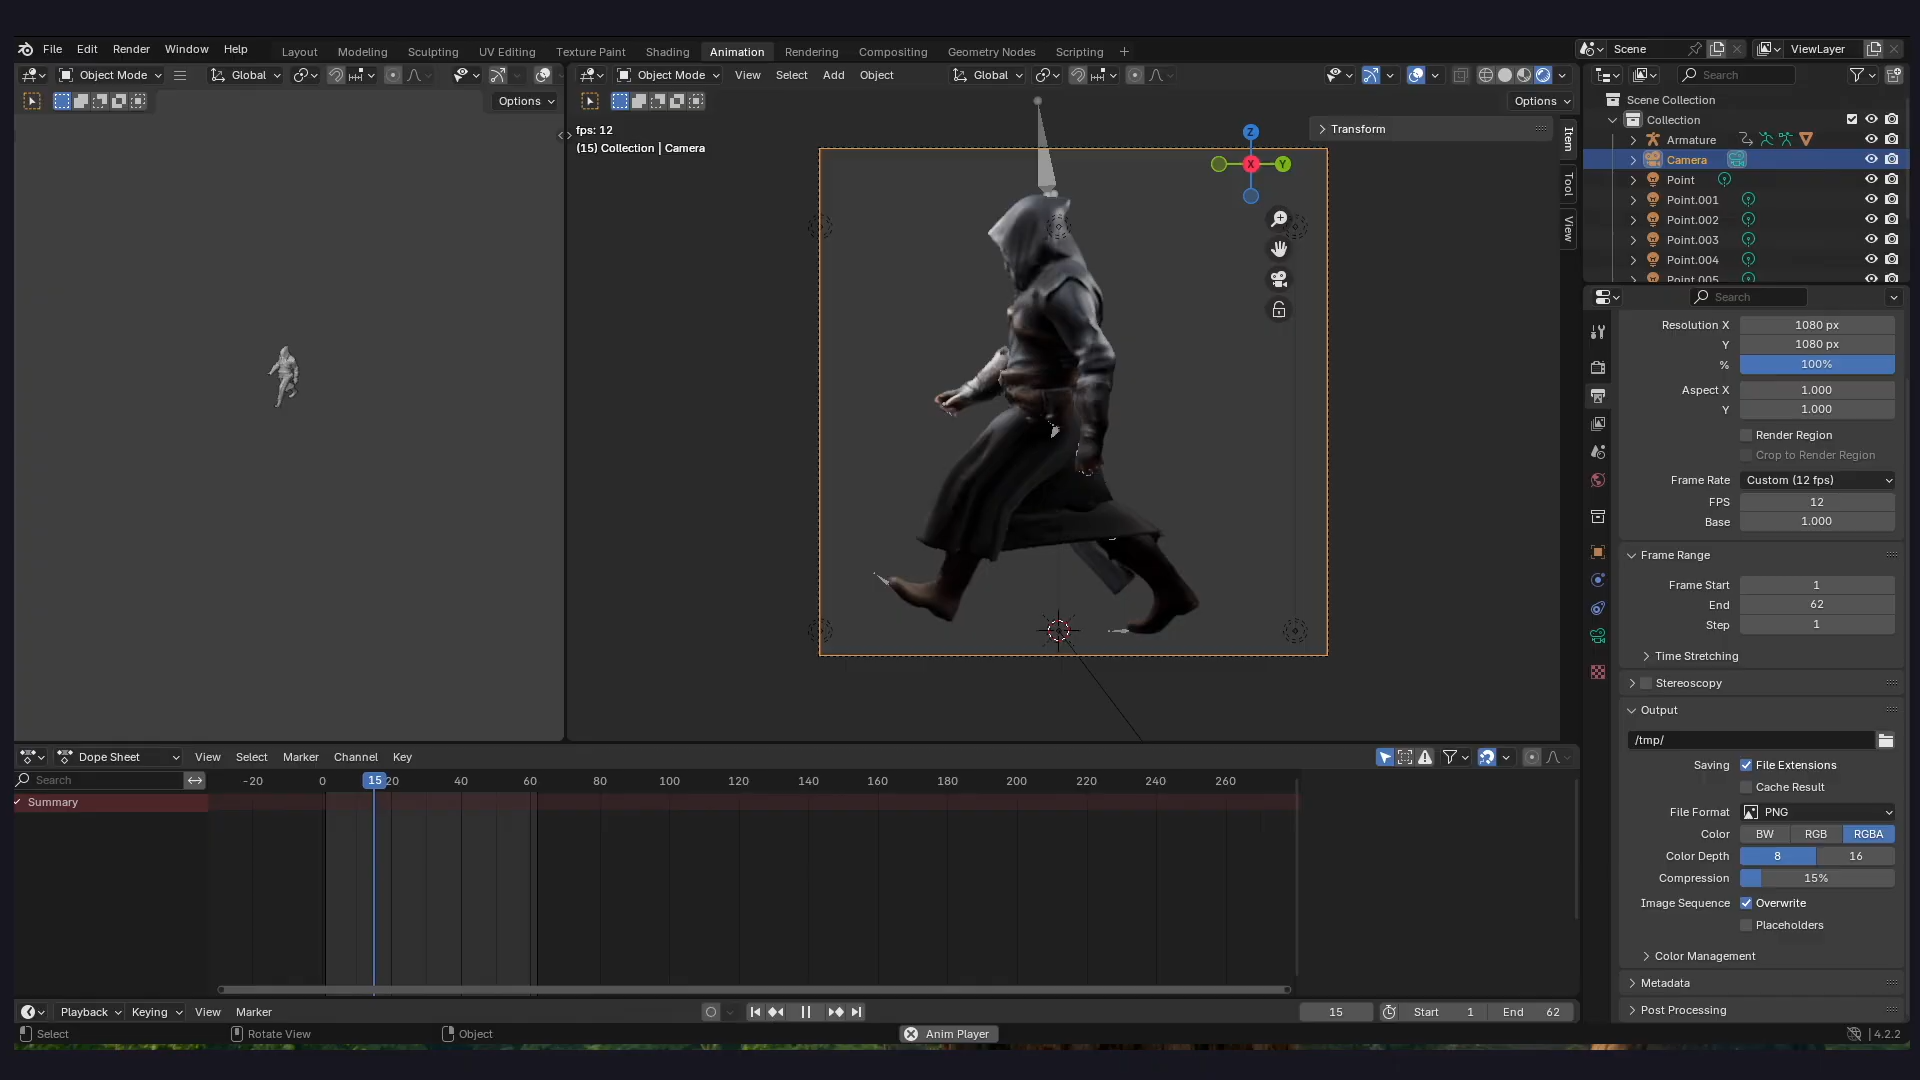 File Edit Render Window Help
Layout Modeling Sculpting UV Editing Texture Paint Shading Animation Rendering Compositing Geometry Nodes Scripting +
Scene
ViewLayer
Object Mode
Global
Options
Object Mode View Select Add Object
Global
Options
fps: 12
(15) Collection | Camera
Transform
Z
X
Y
Item
Tool
View
Search
Scene Collection
Collection
Armature
Camera
Point
Point.001
Point.002
Point.003
Point.004
Point.005
Search
Resolution X 1080 px
Y 1080 px
% 100%
Aspect X 1.000
Y 1.000
Render Region
Crop to Render Region
Frame Rate Custom (12 fps)
FPS 12
Base 1.000
Frame Range
Frame Start 1
End 62
Step 1
Time Stretching
Stereoscopy
Output
/tmp/
Saving File Extensions
Cache Result
File Format PNG
Color BW RGB RGBA
Color Depth 8 16
Compression 15%
Image Sequence Overwrite
Placeholders
Color Management
Metadata
Post Processing
Dope Sheet View Select Marker Channel Key
Search
-20 0 15 20 40 60 80 100 120 140 160 180 200 220 240 260
Summary
Playback Keying View Marker
15 Start 1 End 62
Select Rotate View Object Anim Player 4.2.2